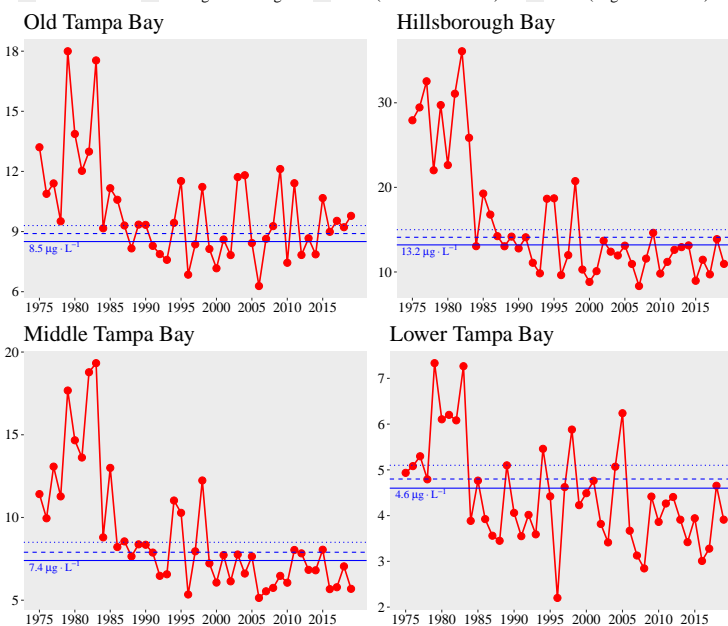 Old Tampa Bay
18
15
12
9
6
8.5 μg · L⁻¹
1975 1980 1985 1990 1995 2000 2005 2010 2015
Hillsborough Bay
30
20
10
13.2 μg · L⁻¹
1975 1980 1985 1990 1995 2000 2005 2010 2015
Middle Tampa Bay
20
15
10
5
7.4 μg · L⁻¹
1975 1980 1985 1990 1995 2000 2005 2010 2015
Lower Tampa Bay
7
6
5
4
3
2
4.6 μg · L⁻¹
1975 1980 1985 1990 1995 2000 2005 2010 2015